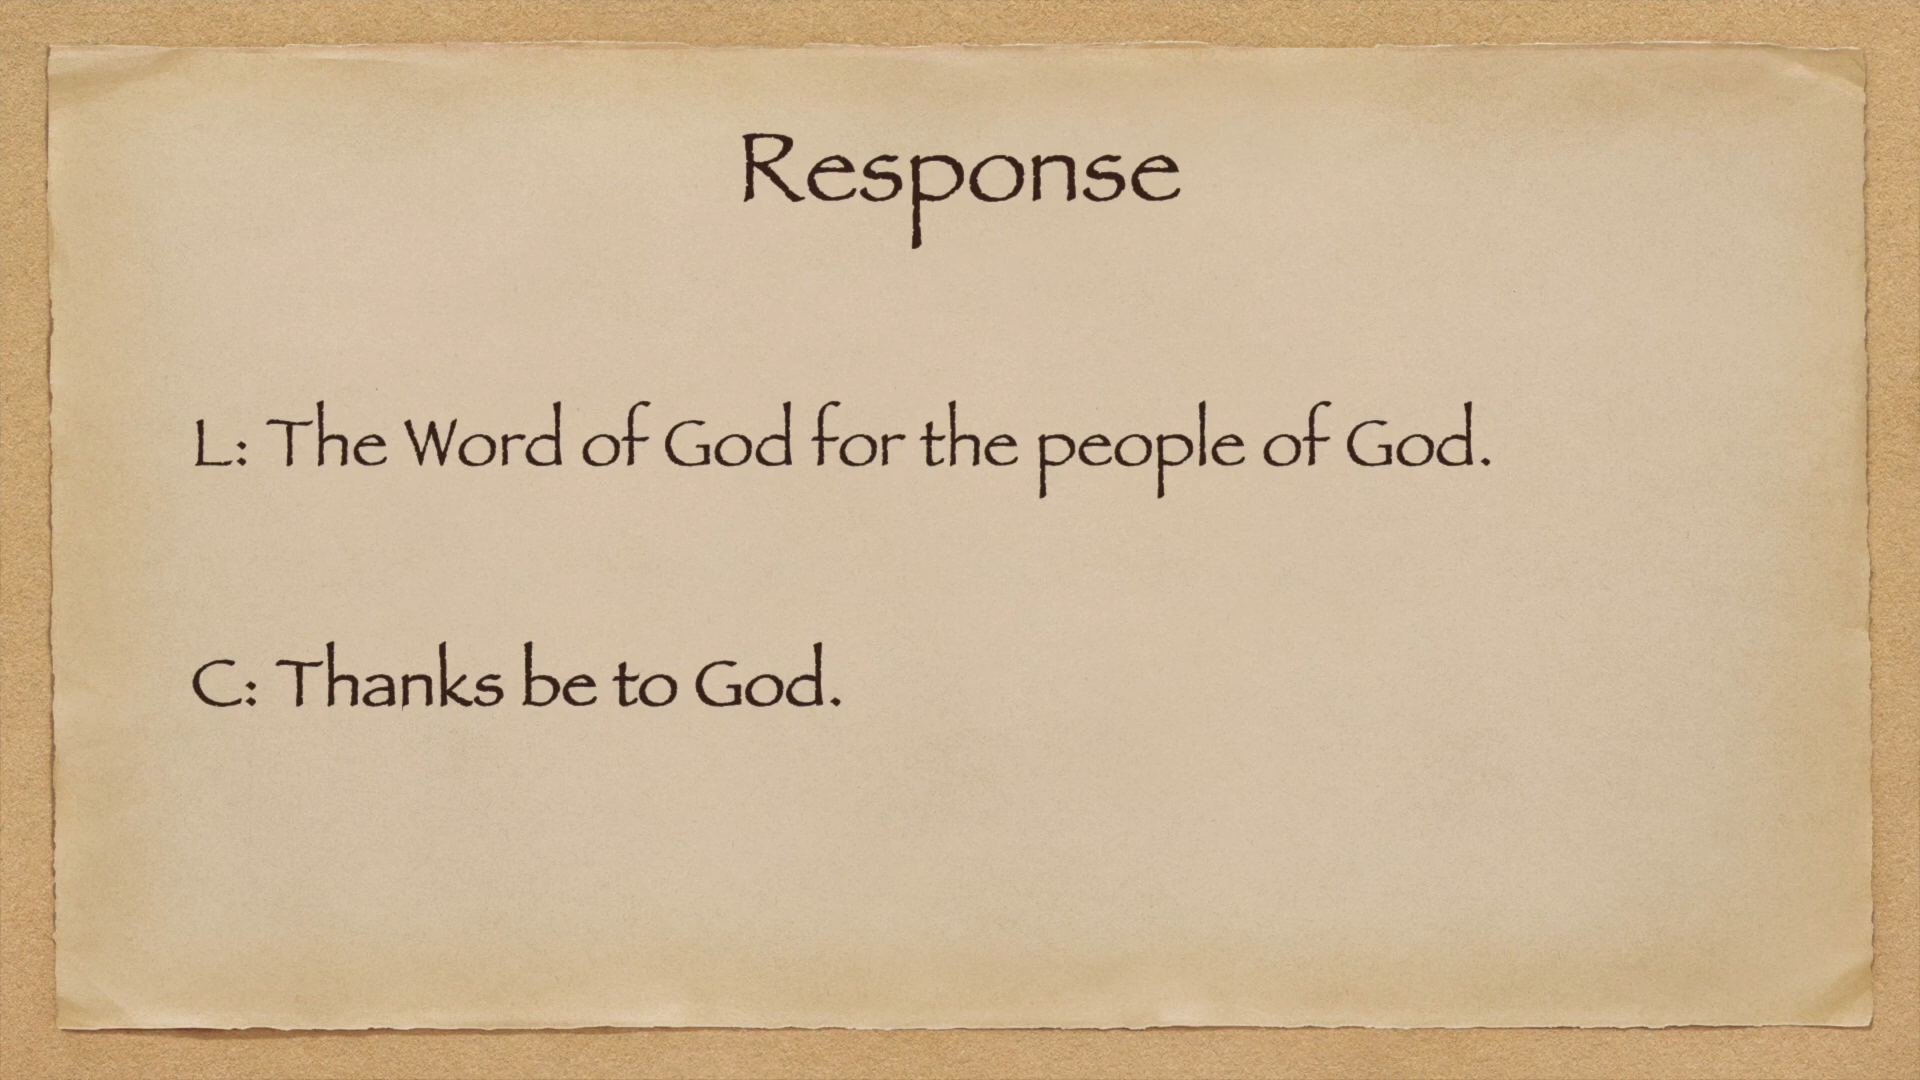 Response
L: The Word of God for the people of God.
C: Thanks be to God.